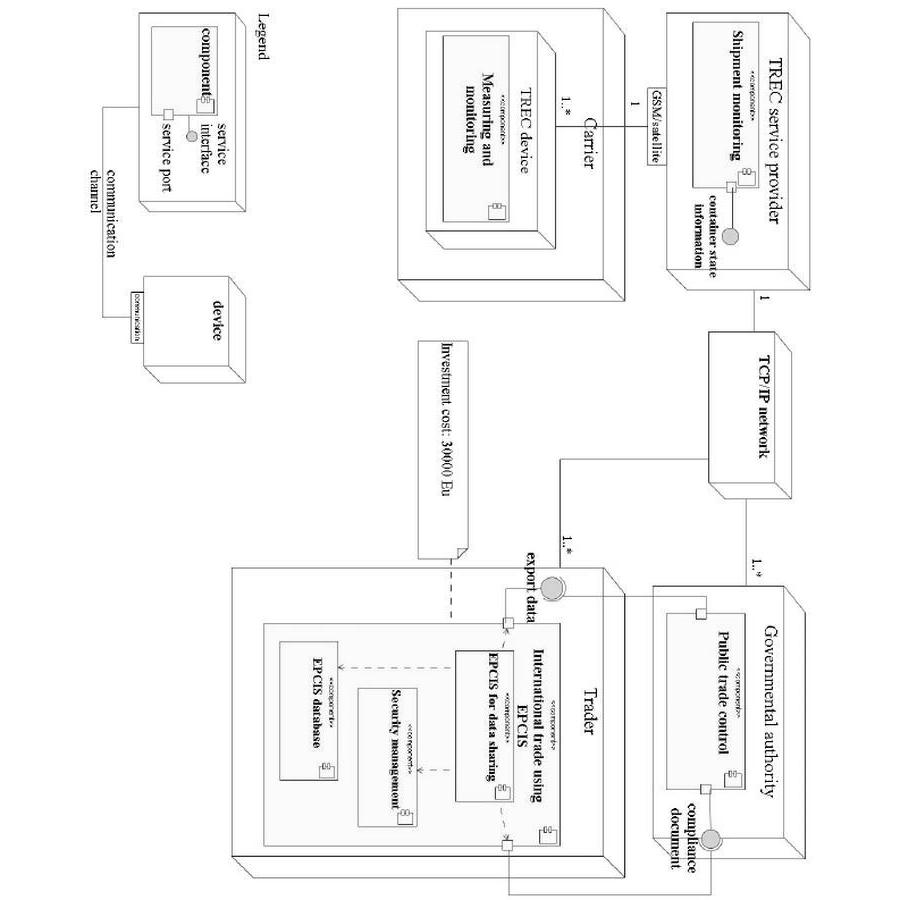 TREC service provider
<<component>>
Shipment monitoring
container state
information
1
TCP/IP network
1..*
Governmental authority
<<component>>
Public trade control
compliance
document
GSM/satellite
1
Carrier
1..*
TREC device
<<component>>
Measuring and
monitoring
1..*
export data
Trader
<<component>>
International trade using
EPCIS
<<component>>
EPCIS for data sharing
<<component>>
Security management
<<component>>
EPCIS database
Investment cost: 30000 Eu
Legend
component
service
interface
service port
communication
channel
device
communication